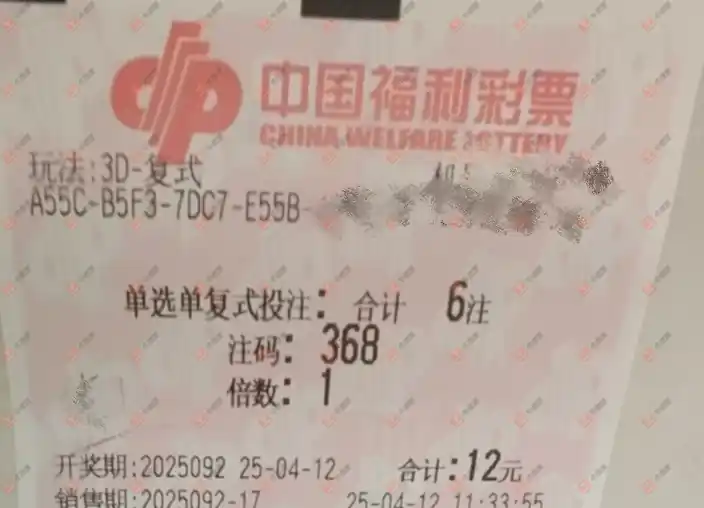 中国福利彩票
CHINA WELFARE LOTTERY
玩法:3D-复式
A55C-B5F3-7DC7-E55B-
单选单复式投注: 合计 6注
注码: 368
倍数: 1
开奖期:2025092 25-04-12 合计:12元
销售期:2025092-17 25-04-12 11:33:55